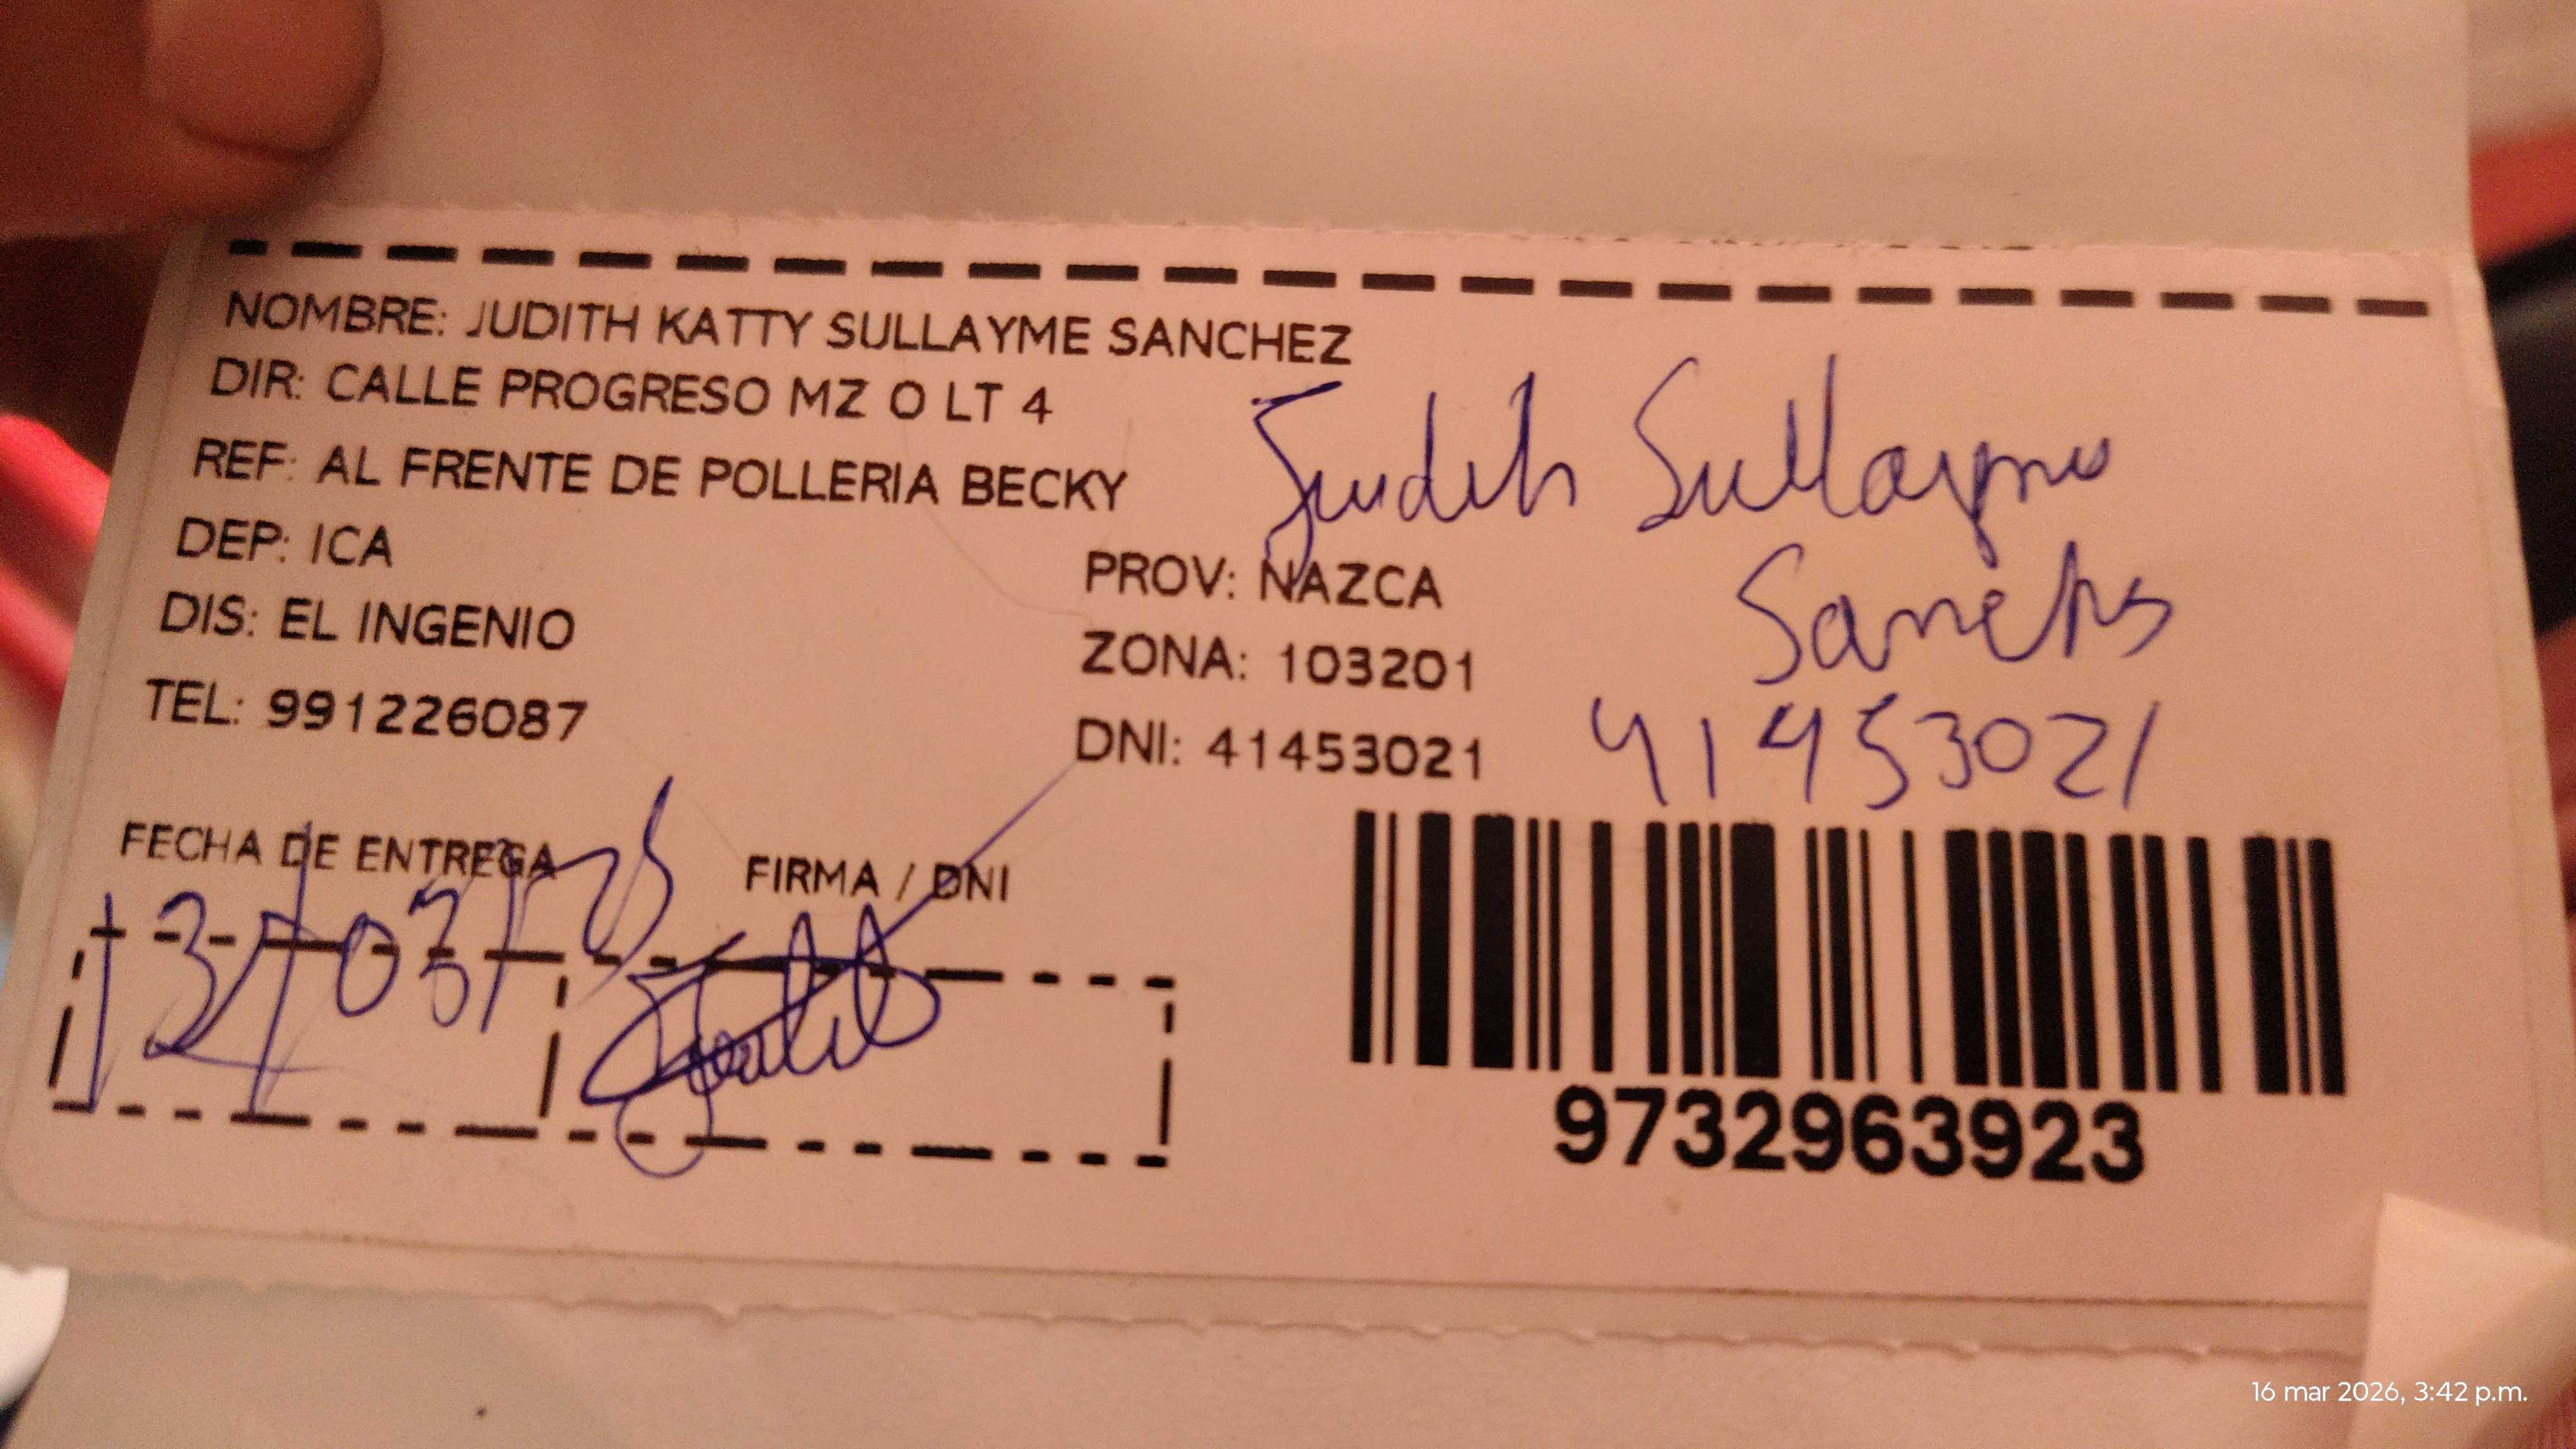 NOMBRE: JUDITH KATTY SULLAYME SANCHEZ
DIR: CALLE PROGRESO MZ O LT 4
REF: AL FRENTE DE POLLERIA BECKY
DEP: ICA
PROV: NAZCA
DIS: EL INGENIO
ZONA: 103201
TEL: 991226087
DNI: 41453021
Judith Sullayme
Sanchez
41453021
FECHA DE ENTREGA
FIRMA / DNI
9732963923
16 mar 2026, 3:42 p.m.